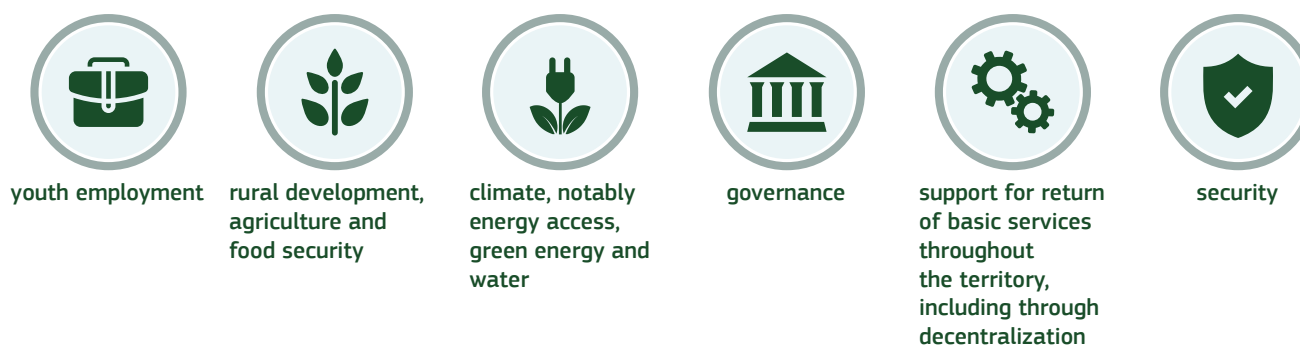 youth employment
rural development,
agriculture and
food security
climate, notably
energy access,
green energy and
water
governance
support for return
of basic services
throughout
the territory,
including through
decentralization
security